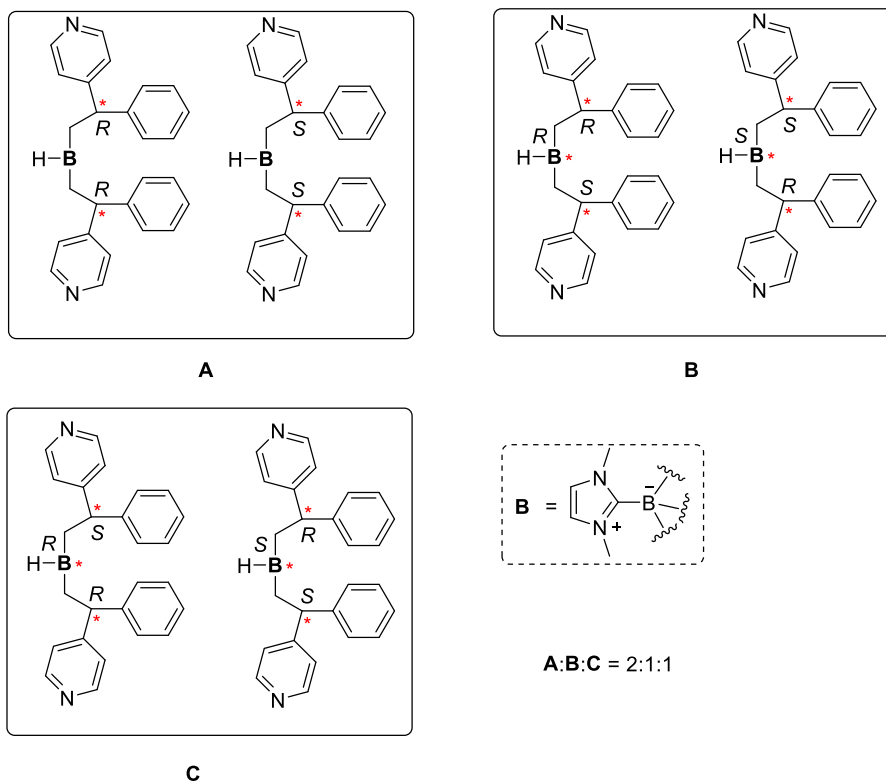 N N
* *
R S
H-B H-B
R S
* *
N N
A
N N
* *
R R S S
H-B* H-B*
S R
* *
N N
B
N N
* *
R S S R
H-B* H-B*
R S
* *
N N
C
B = N B−
N+
A:B:C = 2:1:1